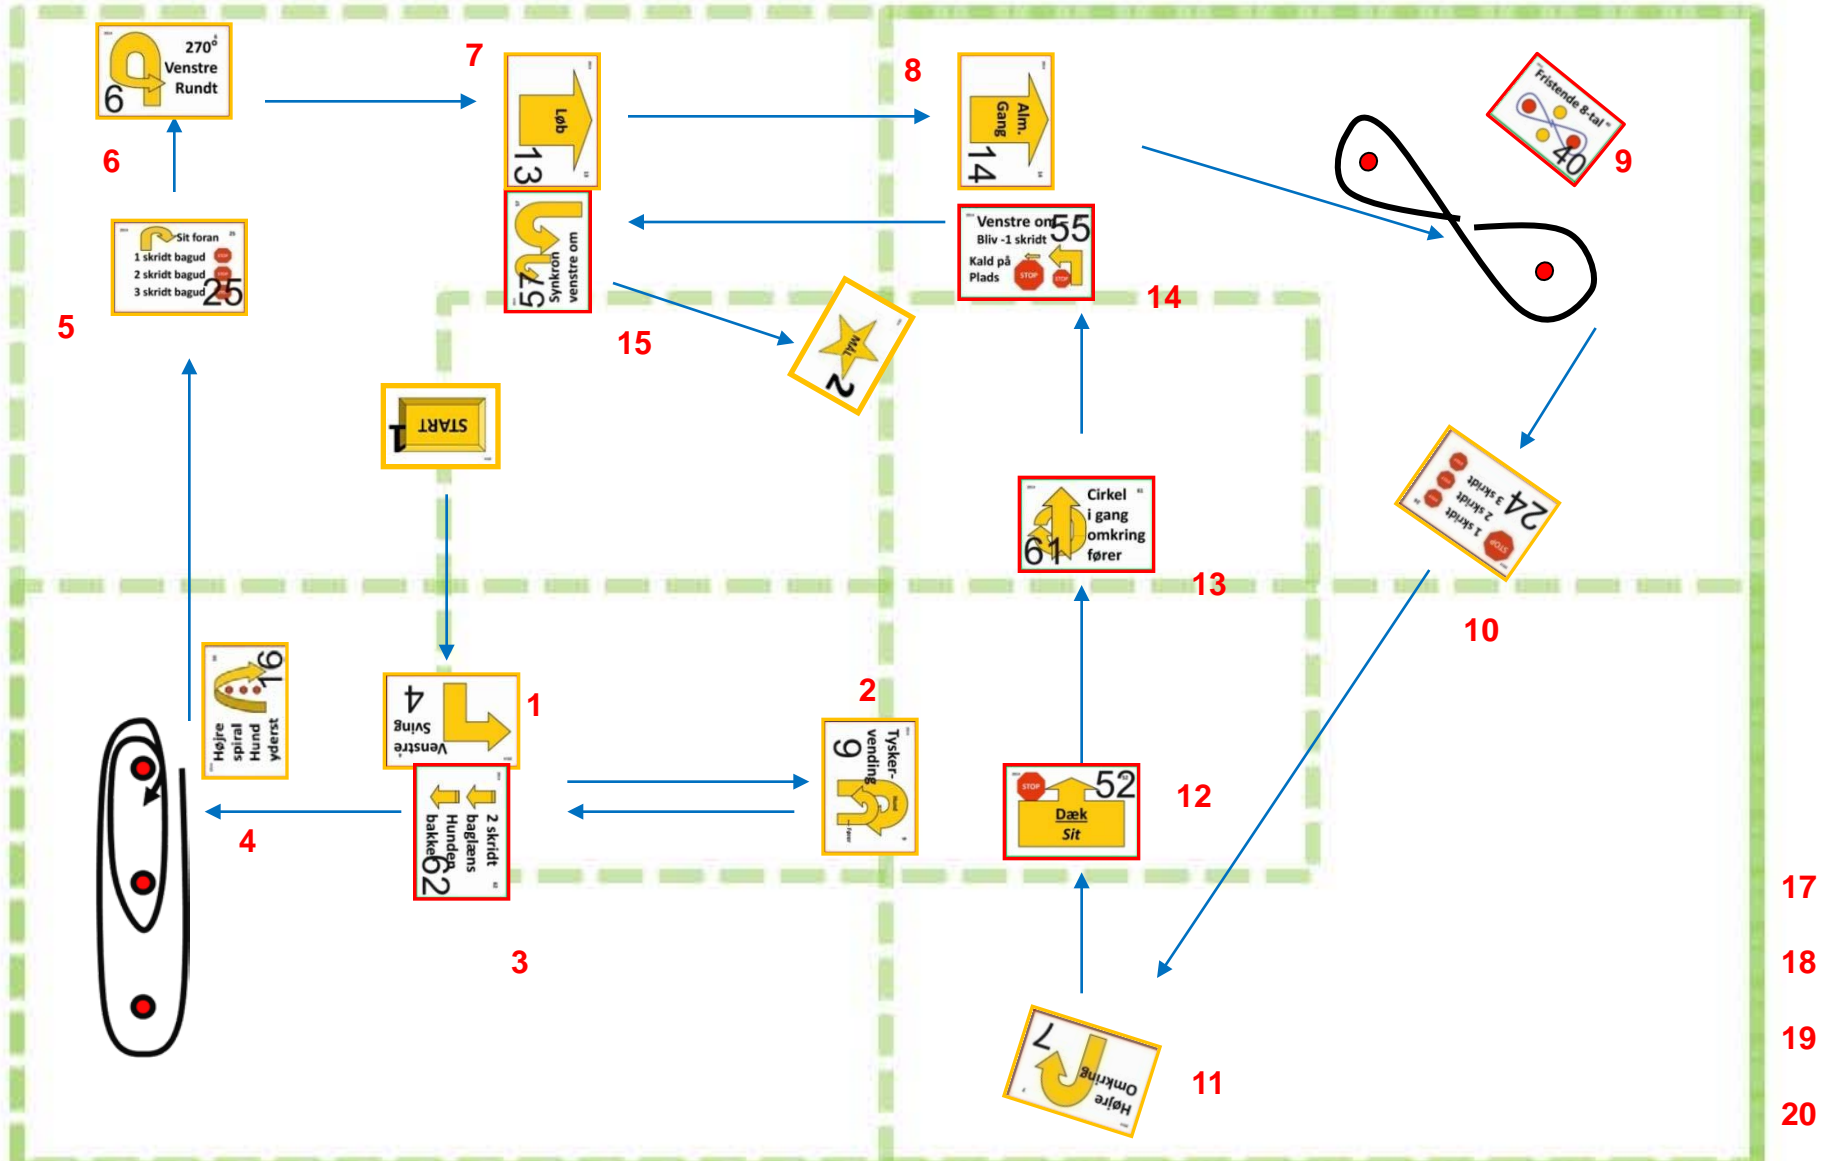 270°
Venstre
Rundt
6
6
7
Løb
13
8
Alm.
Gang
14
"Fristende 8-tal"
40
9
Sit foran
1 skridt bagud
2 skridt bagud
3 skridt bagud
25
5
Synkron
venstre om
57
15
Venstre om
Bliv -1 skridt
Kald på
Plads
STOP
55
14
MÅL
2
START
1
STOP
1 skridt
2 skridt
3 skridt
24
10
Cirkel
i gang
omkring
fører
61
13
Højre
spiral
Hund
yderst
16
4
Venstre
Sving
4
1
Tysker-
vending
9
2
2 skridt
baglæns
Hunden
bakker
62
3
STOP
Dæk
Sit
52
12
Højre
Omkring
7
11
17
18
19
20